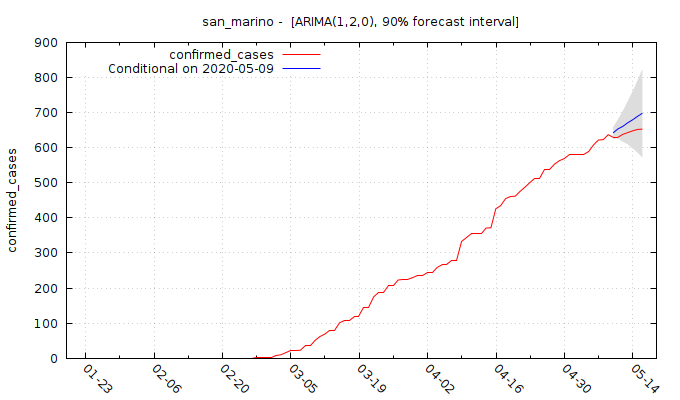 san_marino -  [ARIMA(1,2,0), 90% forecast interval]
confirmed_cases
Conditional on 2020-05-09
900
800
700
600
500
400
300
200
100
0
confirmed_cases
01-23 02-06 02-20 03-05 03-19 04-02 04-16 04-30 05-14